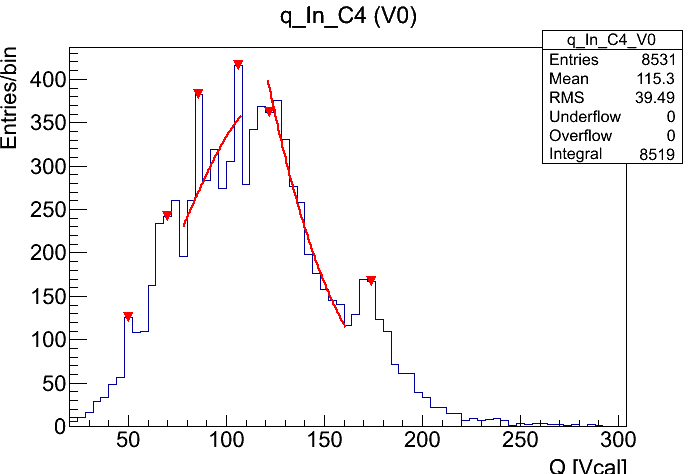 q_In_C4 (V0)
q_In_C4_V0
Entries 8531
Mean 115.3
RMS 39.49
Underflow 0
Overflow 0
Integral 8519
Entries/bin
400
350
300
250
200
150
100
50
0
50 100 150 200 250 300
Q [Vcal]